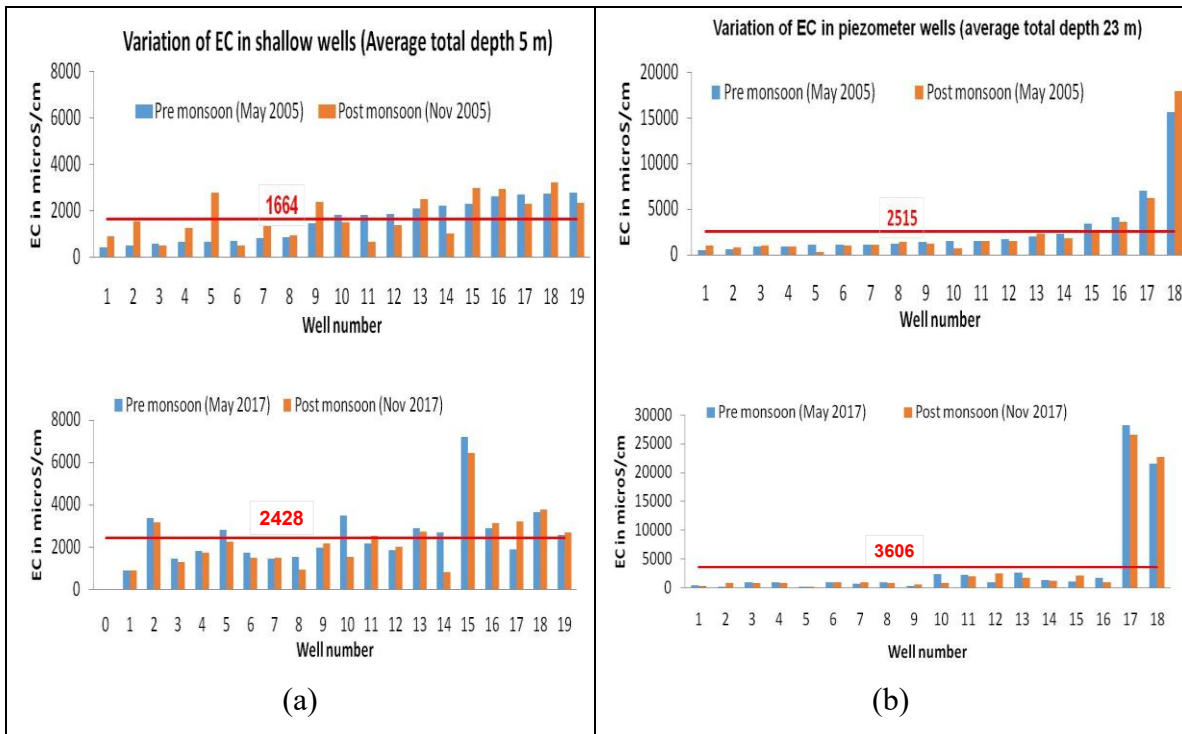 Variation of EC in shallow wells (Average total depth 5 m)
8000
6000
4000
2000
0
EC in microS/cm
Pre monsoon (May 2005) Post monsoon (Nov 2005)
1664
1 2 3 4 5 6 7 8 9 10 11 12 13 14 15 16 17 18 19
Well number
Pre monsoon (May 2017) Post monsoon (Nov 2017)
8000
6000
4000
2000
0
EC in microS/cm
2428
0 1 2 3 4 5 6 7 8 9 10 11 12 13 14 15 16 17 18 19
Well number
(a)
Variation of EC in piezometer wells (average total depth 23 m)
20000
15000
10000
5000
0
EC in microS/cm
Pre monsoon (May 2005) Post monsoon (May 2005)
2515
1 2 3 4 5 6 7 8 9 10 11 12 13 14 15 16 17 18
Well number
Pre monsoon (May 2017) Post monsoon (Nov 2017)
30000
25000
20000
15000
10000
5000
0
EC in microS/cm
3606
1 2 3 4 5 6 7 8 9 10 11 12 13 14 15 16 17 18
Well number
(b)